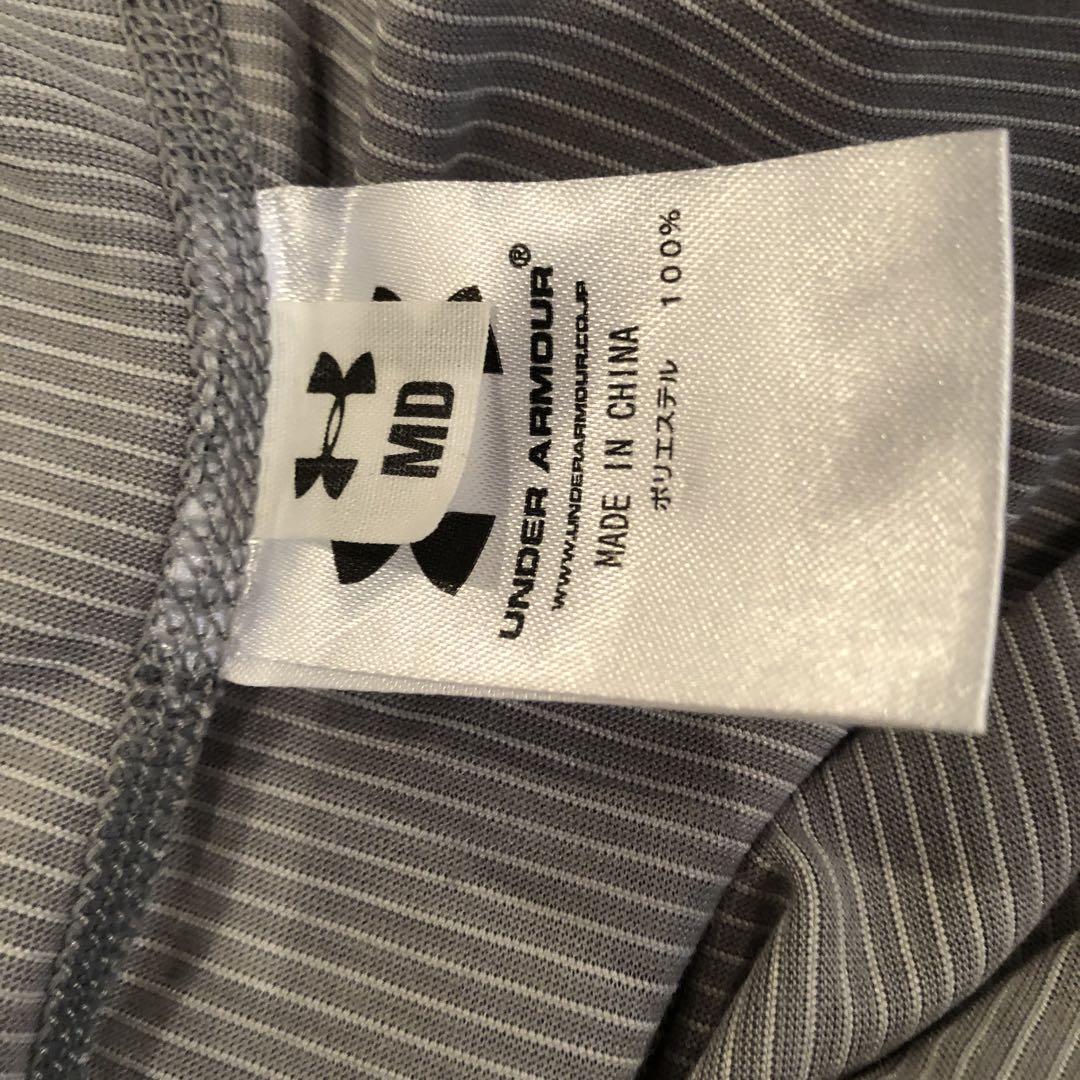 MD
UNDER ARMOUR®
WWW.UNDERARMOUR.CO.JP
MADE IN CHINA
ポリエステル 100%